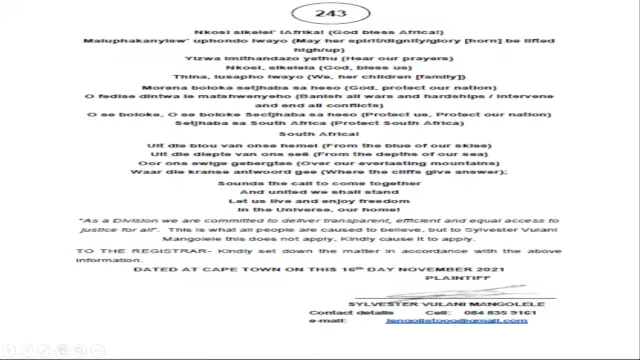 243
Nkosi sikelel' iAfrika! (God bless Africa!)
Maluphakanyisw' uphondo lwayo (May her spirit/dignity/glory [horn] be lifted
high/up)
Yizwa imithandazo yethu (Hear our prayers)
Nkosi, sikelela (God, bless us)
Thina, lusapho lwayo (We, her children [family])
Morena boloka setjhaba sa heso (God, protect our nation)
O fedise dintwa le matshwenyeho (Banish all wars and hardships / Intervene
and end all conflicts)
O se boloke, O se boloke Sectjhaba sa heso (Protect us, Protect our nation)
Setjhaba sa South Africa (Protect South Africa)
South Africa!
Uit die blou van onse hemel (From the blue of our skies)
Uit die diepte van ons seë (From the depths of our sea)
Oor ons ewige gebergtes (Over our everlasting mountains)
Waar die kranse antwoord gee (Where the cliffs give answer);
Sounds the call to come together
And united we shall stand
Let us live and enjoy freedom
In the Universe, our home!
"As a Division we are committed to deliver transparent, efficient and equal access to
justice for all". This is what all people are caused to believe, but to Sylvester Vulani
Mangolele this does not apply, Kindly cause it to apply.
TO THE REGISTRAR- Kindly set down the matter in accordance with the above
information.
DATED AT CAPE TOWN ON THIS 16th DAY NOVEMBER 2021
PLAINTIFF
SYLVESTER VULANI MANGOLELE
Contact details Cell: 084 835 9161
e-mail: @gmail.com